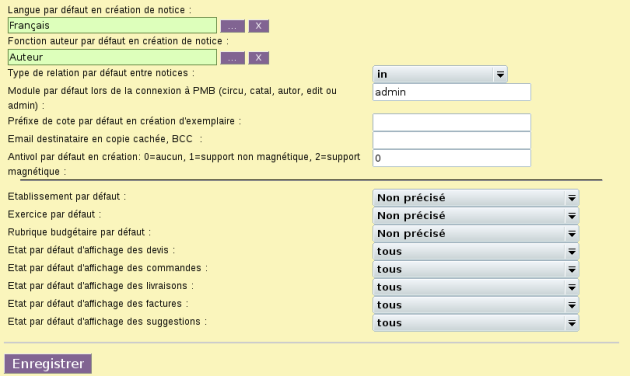 Langue par défaut en création de notice :
Français ... X
Fonction auteur par défaut en création de notice :
Auteur ... X
Type de relation par défaut entre notices : in
Module par défaut lors de la connexion à PMB (circu, catal, autor, edit ou admin
admin) :
Préfixe de cote par défaut en création d'exemplaire :
Email destinataire en copie cachée, BCC :
Antivol par défaut en création: 0=aucun, 1=support non magnétique, 2=support 0
magnétique :
Etablissement par défaut : Non précisé
Exercice par défaut : Non précisé
Rubrique budgétaire par défaut : Non précisé
Etat par défaut d'affichage des devis : tous
Etat par défaut d'affichage des commandes : tous
Etat par défaut d'affichage des livraisons : tous
Etat par défaut d'affichage des factures : tous
Etat par défaut d'affichage des suggestions : tous
Enregistrer